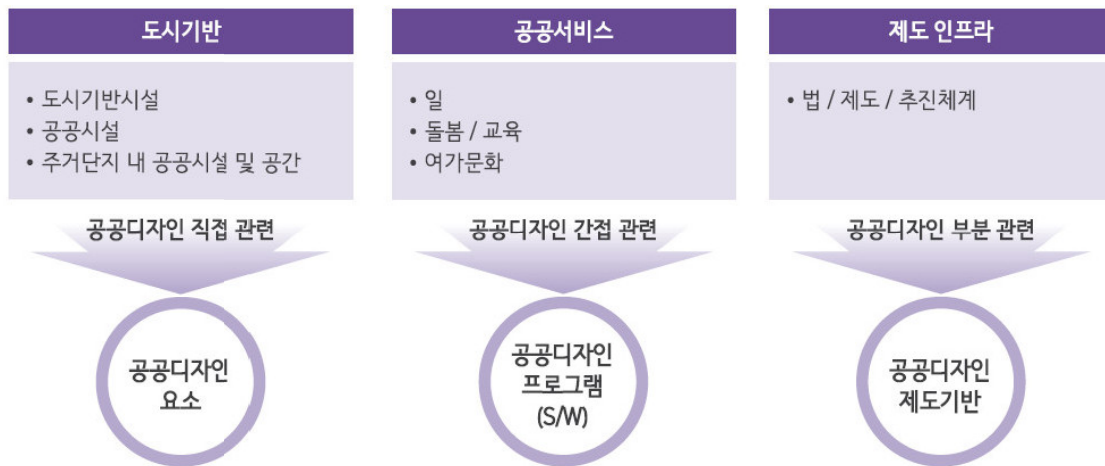 도시기반
• 도시기반시설
• 공공시설
• 주거단지 내 공공시설 및 공간
공공디자인 직접 관련
공공디자인
요소
공공서비스
• 일
• 돌봄 / 교육
• 여가문화
공공디자인 간접 관련
공공디자인
프로그램
(S/W)
제도 인프라
• 법 / 제도 / 추진체계
공공디자인 부분 관련
공공디자인
제도기반